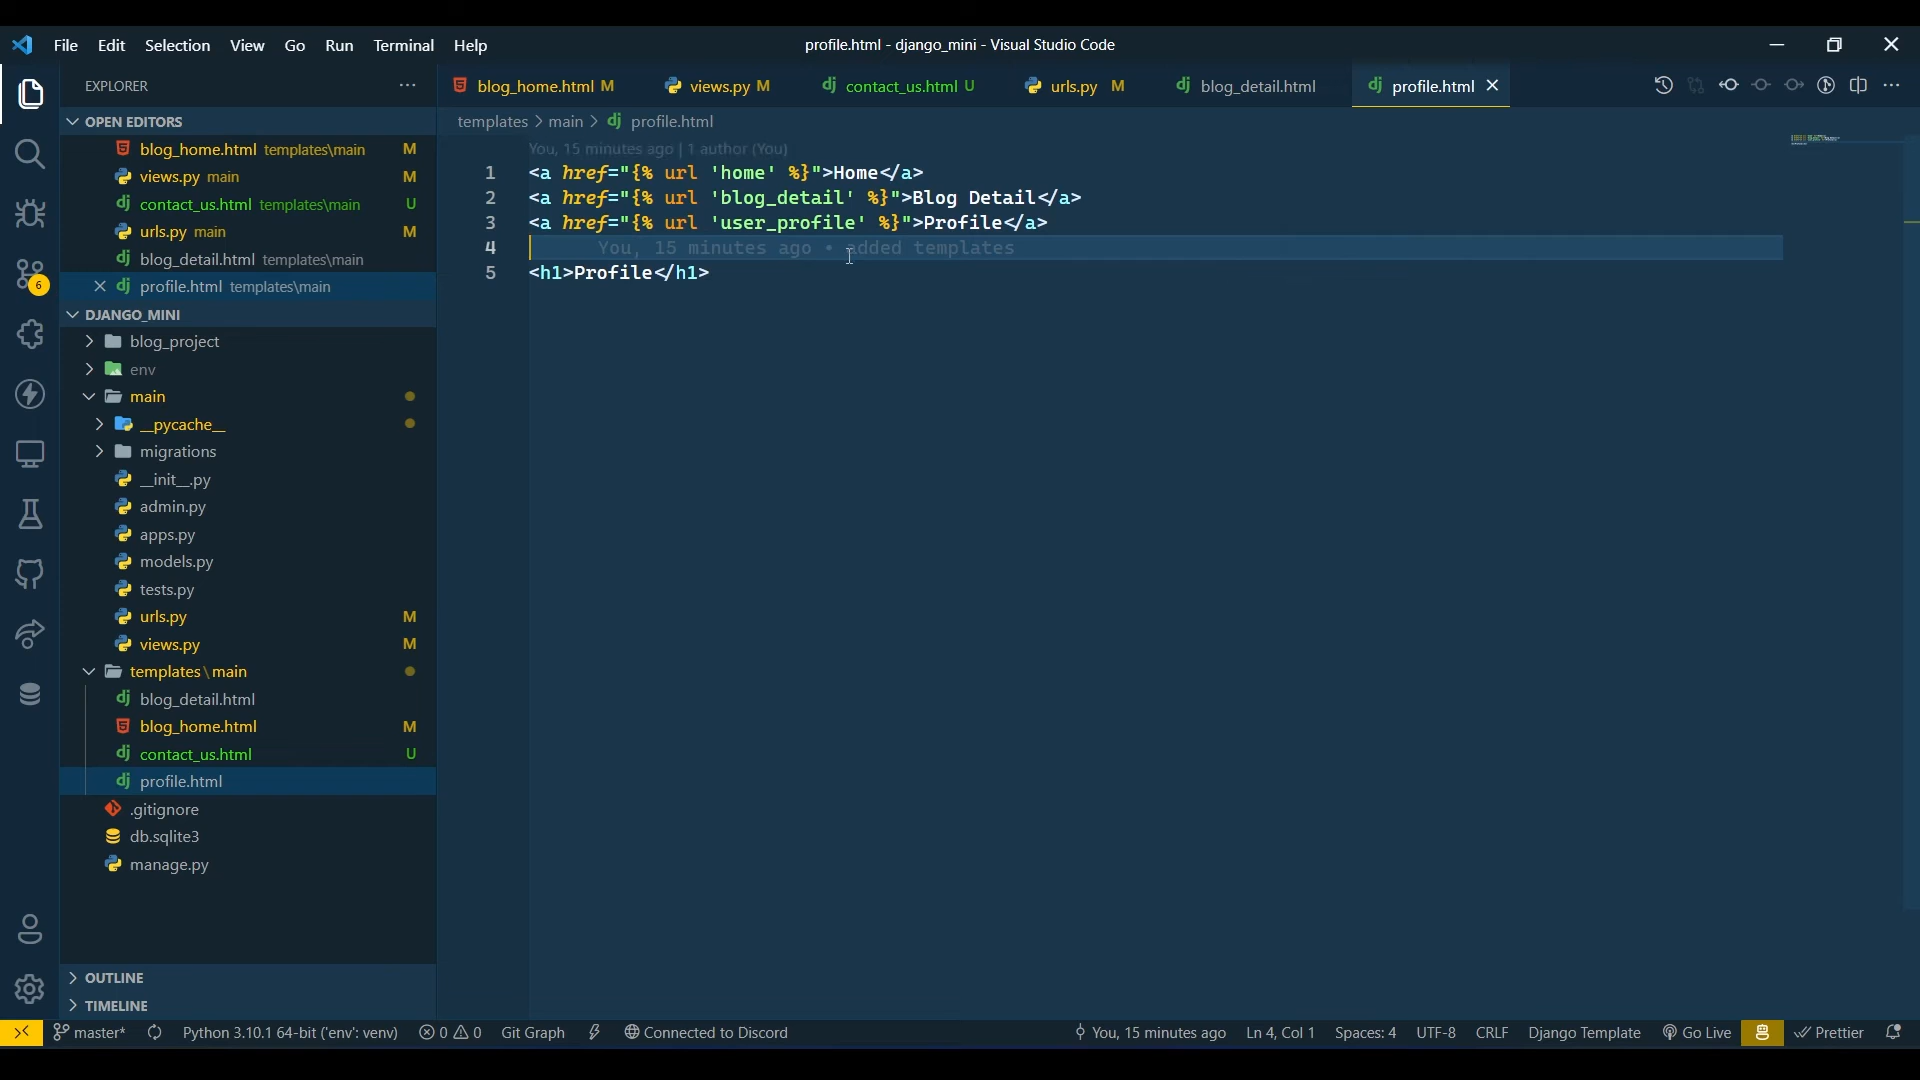 File Edit Selection View Go Run Terminal Help profile.html - django_mini - Visual Studio Code
EXPLORER
OPEN EDITORS
blog_home.html templates\main M
views.py main M
contact_us.html templates\main U
urls.py main M
blog_detail.html templates\main
profile.html templates\main
6
DJANGO_MINI
blog_project
env
main
__pycache__
migrations
__init__.py
admin.py
apps.py
models.py
tests.py
urls.py M
views.py M
templates\main
blog_detail.html
blog_home.html M
contact_us.html U
profile.html
.gitignore
db.sqlite3
manage.py
OUTLINE
TIMELINE
blog_home.html M views.py M contact_us.html U urls.py M blog_detail.html profile.html
templates > main > profile.html
You, 15 minutes ago | 1 author (You)
1 <a href="{% url 'home' %}">Home</a>
2 <a href="{% url 'blog_detail' %}">Blog Detail</a>
3 <a href="{% url 'user_profile' %}">Profile</a>
4 You, 15 minutes ago • added templates
5 <h1>Profile</h1>
master* Python 3.10.1 64-bit ('env': venv) 0 0 Git Graph Connected to Discord You, 15 minutes ago Ln 4, Col 1 Spaces: 4 UTF-8 CRLF Django Template Go Live Prettier